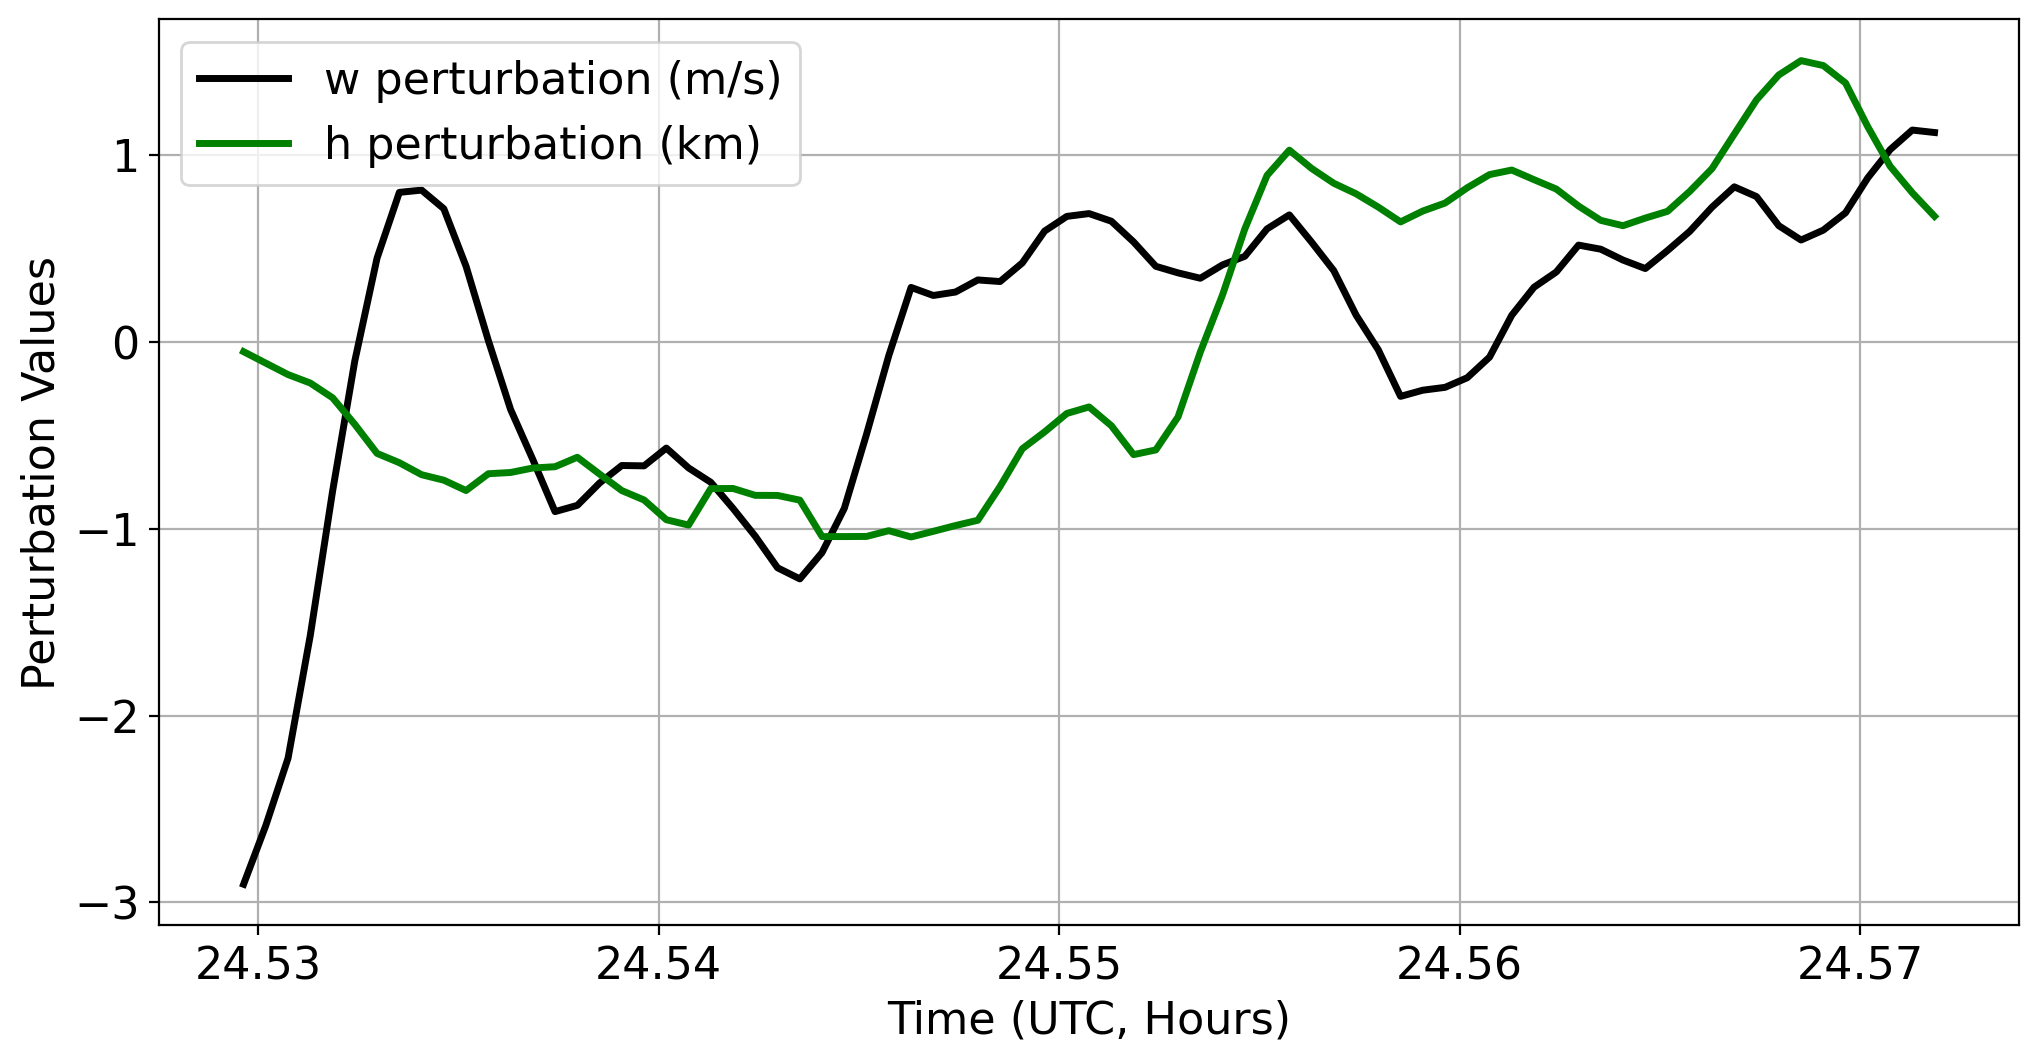 w perturbation (m/s)
h perturbation (km)
1
0
−1
−2
−3
Perturbation Values
24.53 24.54 24.55 24.56 24.57
Time (UTC, Hours)